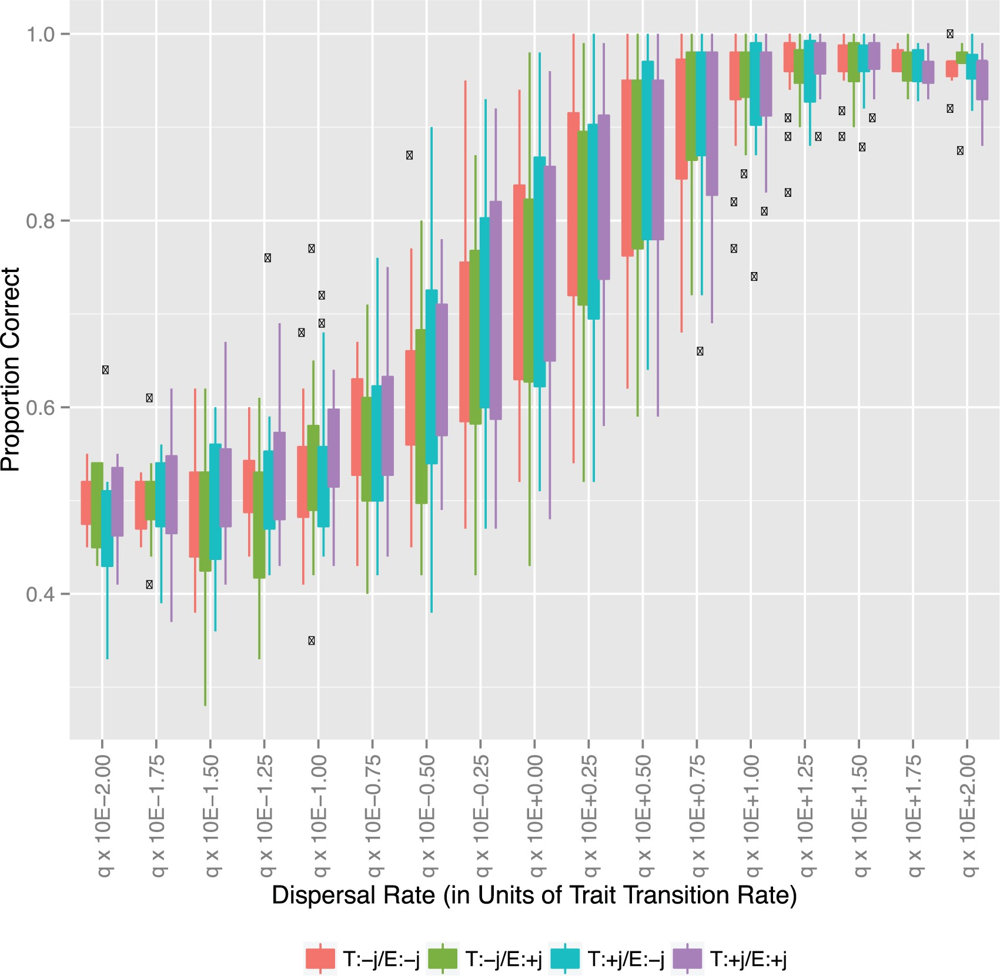 1.0
0.8
0.6
0.4
Proportion Correct
q x 10E−2.00
q x 10E−1.75
q x 10E−1.50
q x 10E−1.25
q x 10E−1.00
q x 10E−0.75
q x 10E−0.50
q x 10E−0.25
q x 10E+0.00
q x 10E+0.25
q x 10E+0.50
q x 10E+0.75
q x 10E+1.00
q x 10E+1.25
q x 10E+1.50
q x 10E+1.75
q x 10E+2.00
Dispersal Rate (in Units of Trait Transition Rate)
T:−j/E:−j T:−j/E:+j T:+j/E:−j T:+j/E:+j